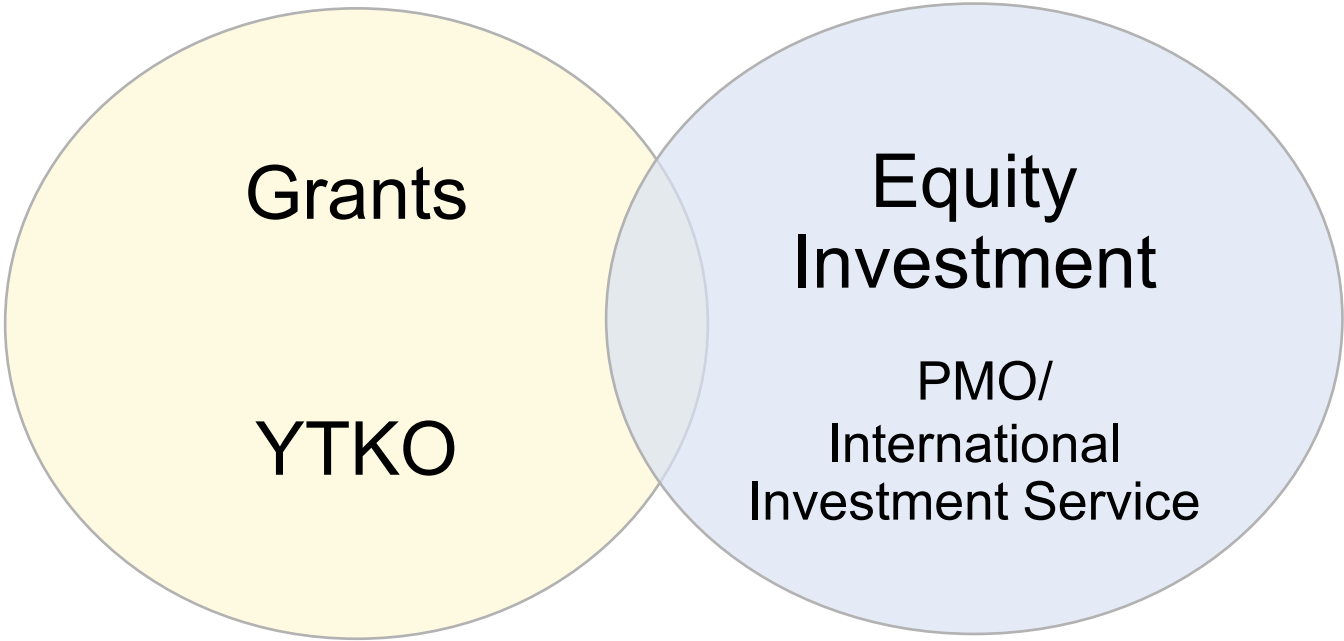 Grants
YTKO
Equity
Investment
PMO/
International
Investment Service